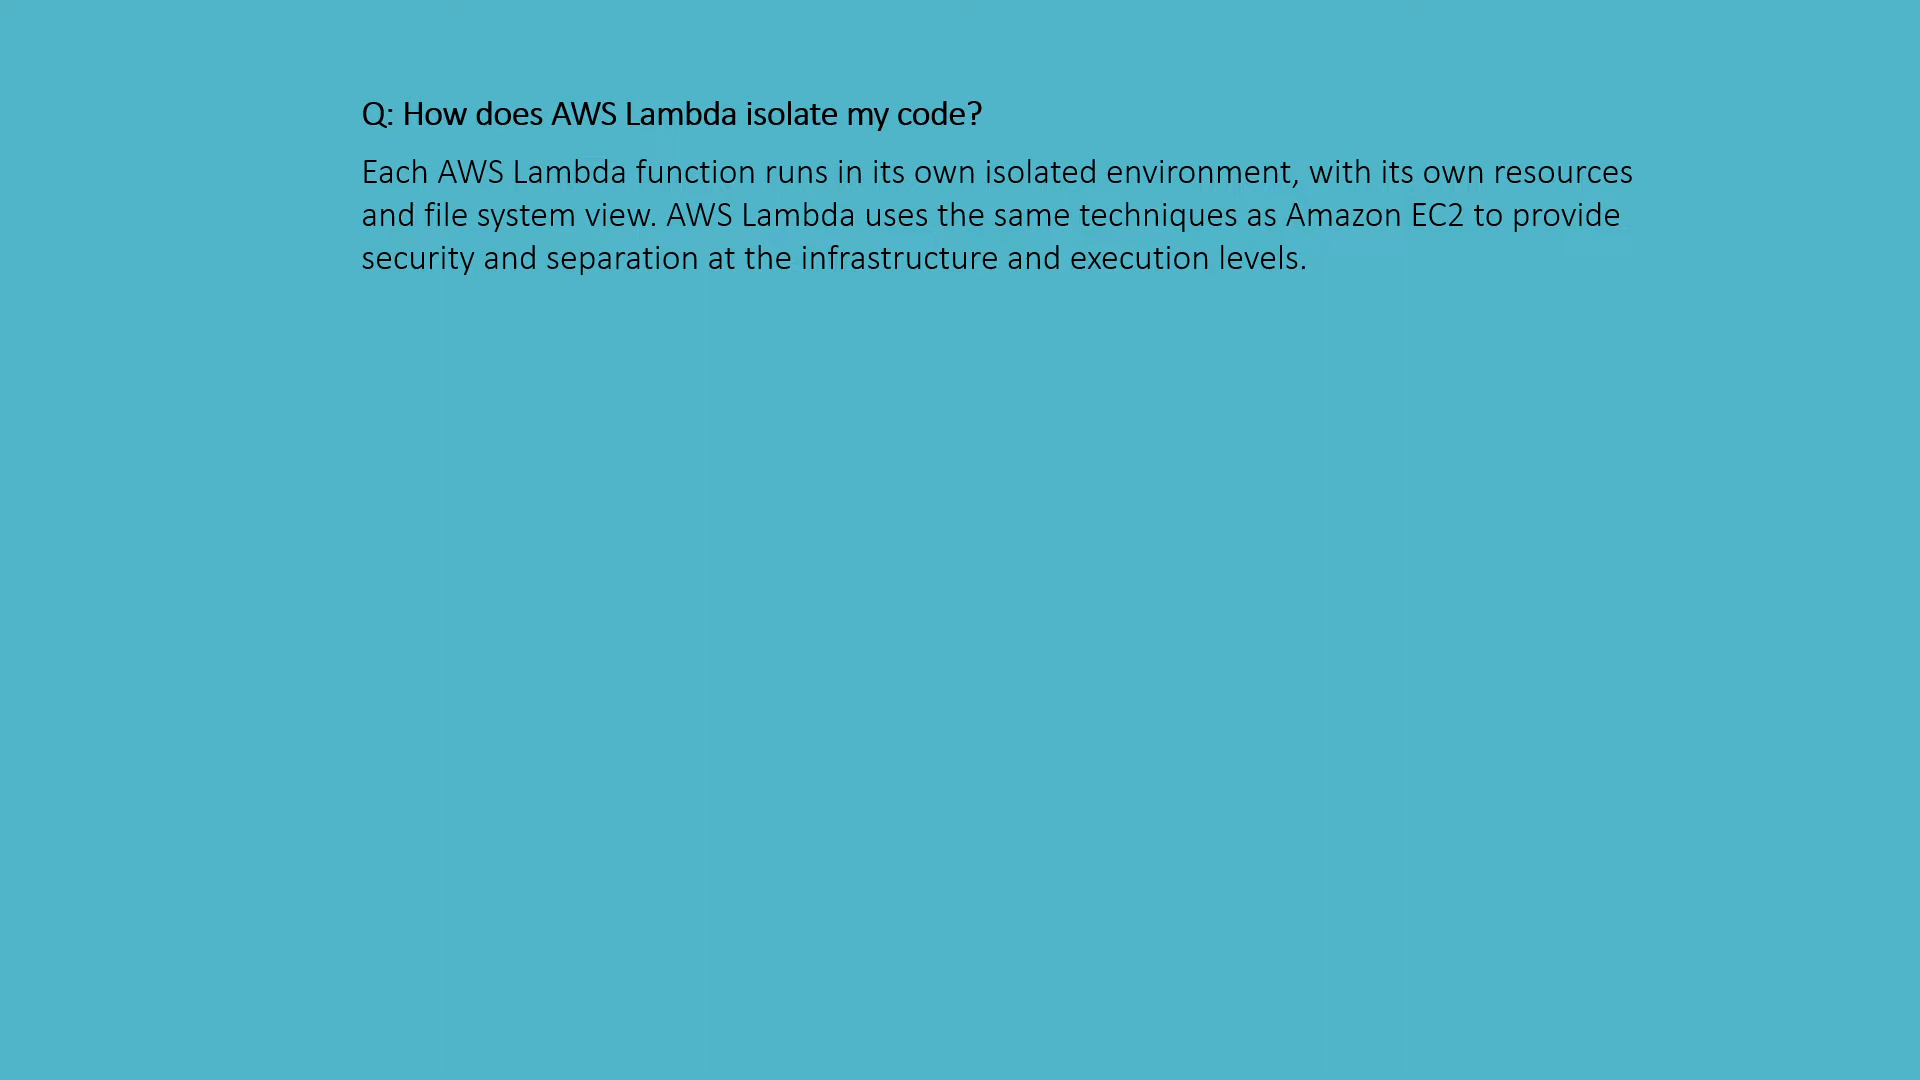 Q: How does AWS Lambda isolate my code?
Each AWS Lambda function runs in its own isolated environment, with its own resources
and file system view. AWS Lambda uses the same techniques as Amazon EC2 to provide
security and separation at the infrastructure and execution levels.